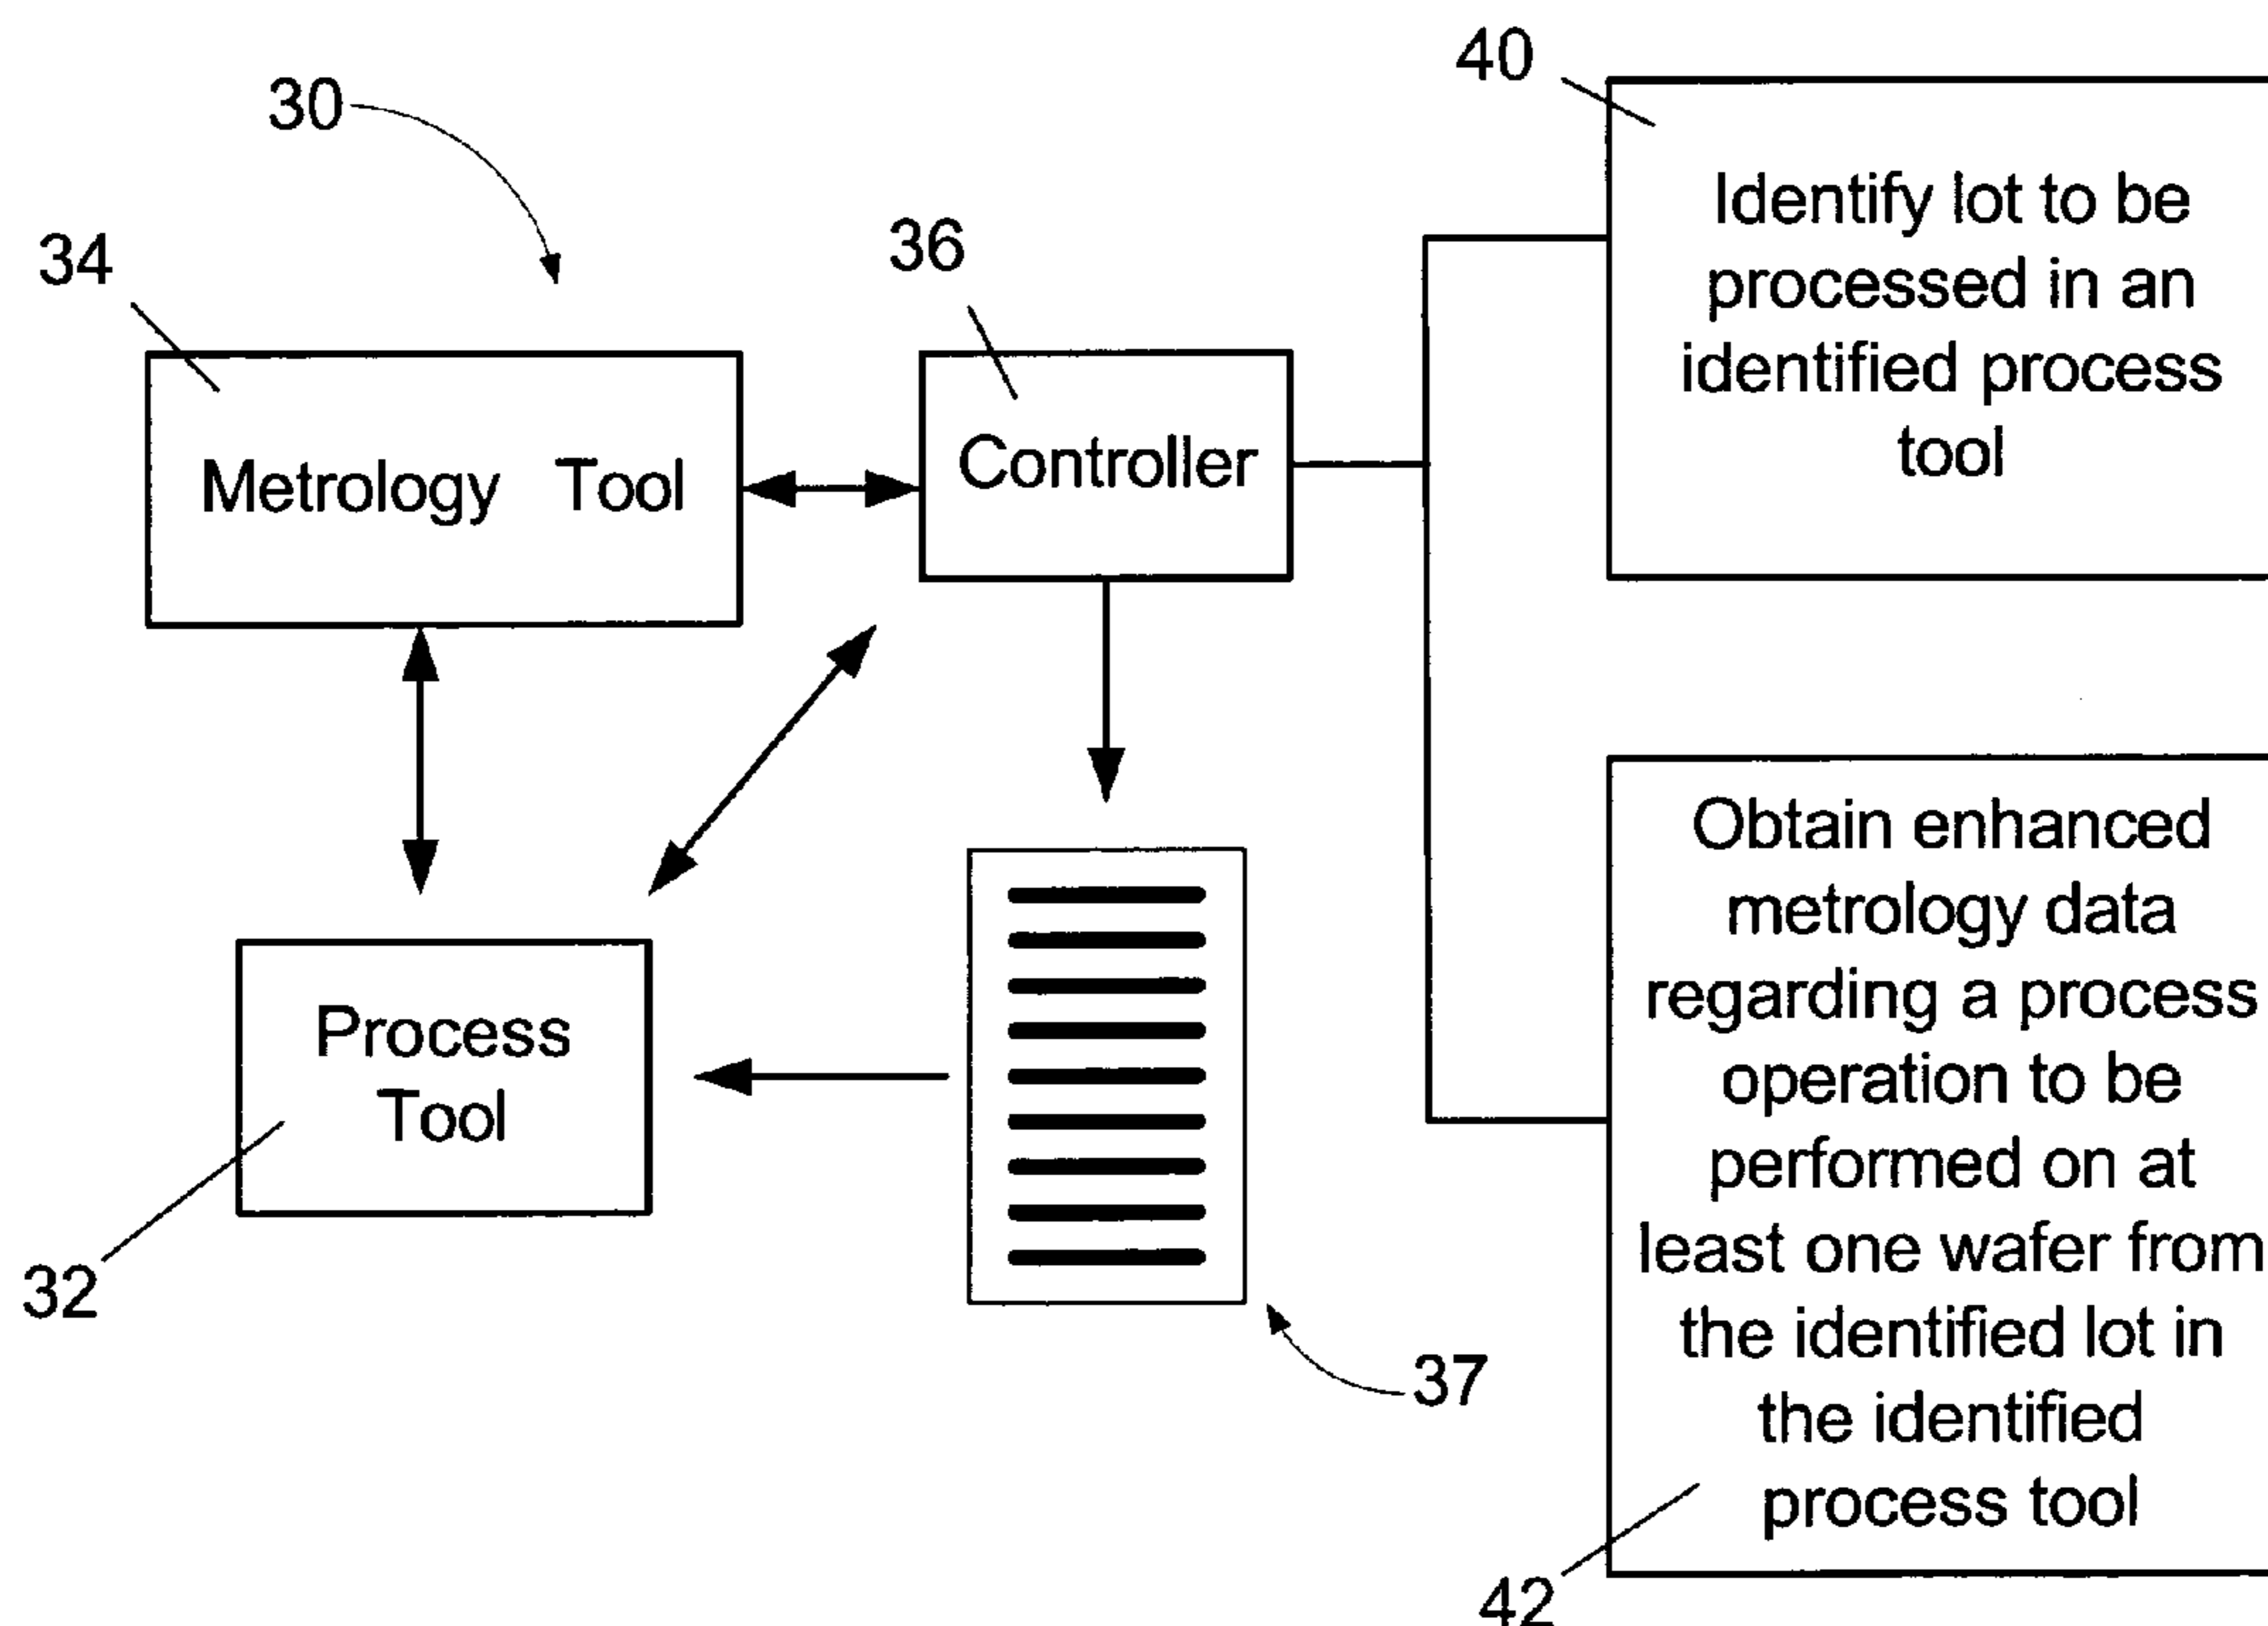 30
34
Metrology Tool
36
Controller
Process
Tool
32
37
40
Identify lot to be
processed in an
identified process
tool
Obtain enhanced
metrology data
regarding a process
operation to be
performed on at
least one wafer from
the identified lot in
the identified
process tool
42